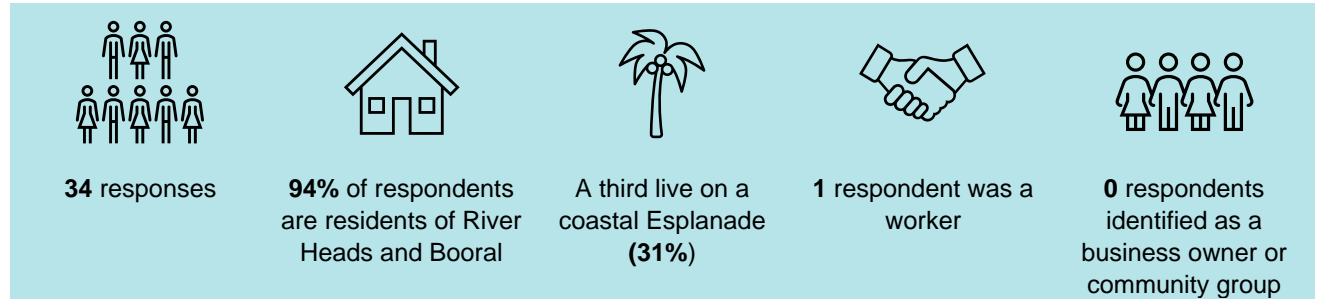 34 responses
94% of respondents
are residents of River
Heads and Booral
A third live on a
coastal Esplanade
(31%)
1 respondent was a
worker
0 respondents
identified as a
business owner or
community group